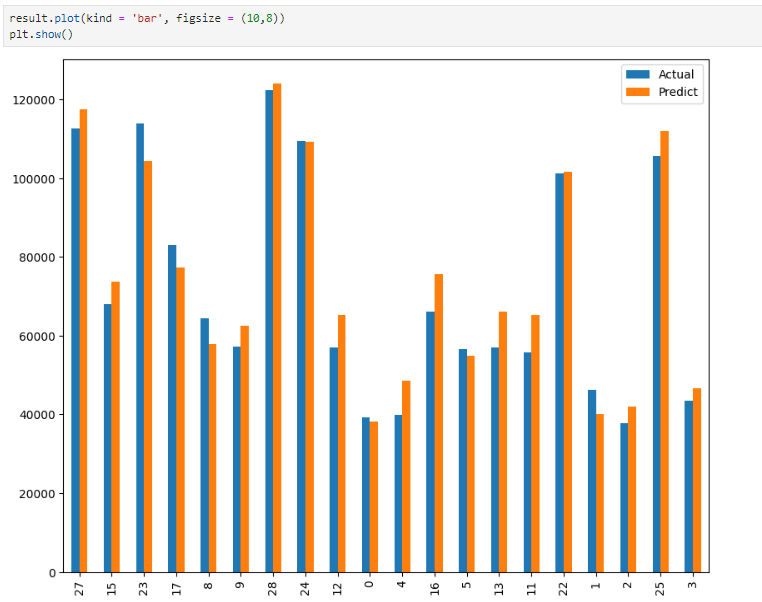 result.plot(kind = 'bar', figsize = (10,8))
plt.show()
Actual
Predict
120000
100000
80000
60000
40000
20000
0
27 15 23 17 8 9 28 24 12 0 4 16 5 13 11 22 1 2 25 3